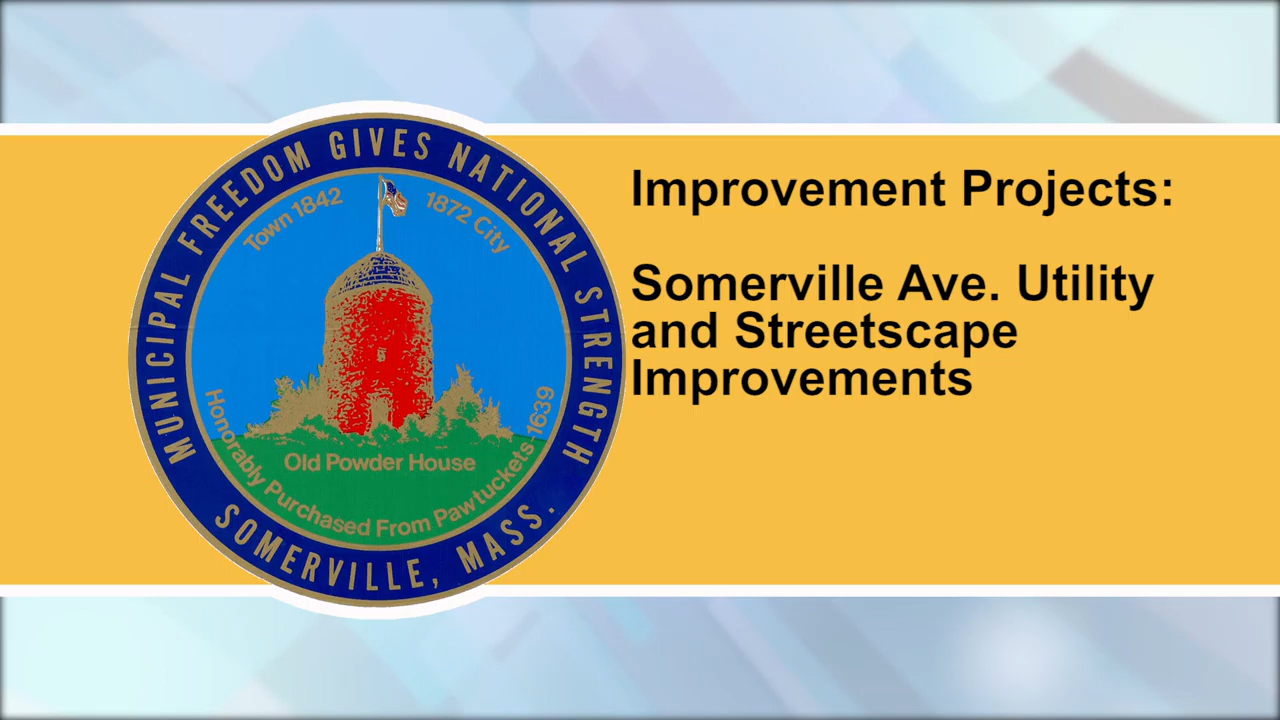 MUNICIPAL FREEDOM GIVES NATIONAL STRENGTH
Town 1842
1872 City
Old Powder House
Honorably Purchased From Pawtuckets 1639
SOMERVILLE, MASS.
Improvement Projects:
Somerville Ave. Utility
and Streetscape
Improvements